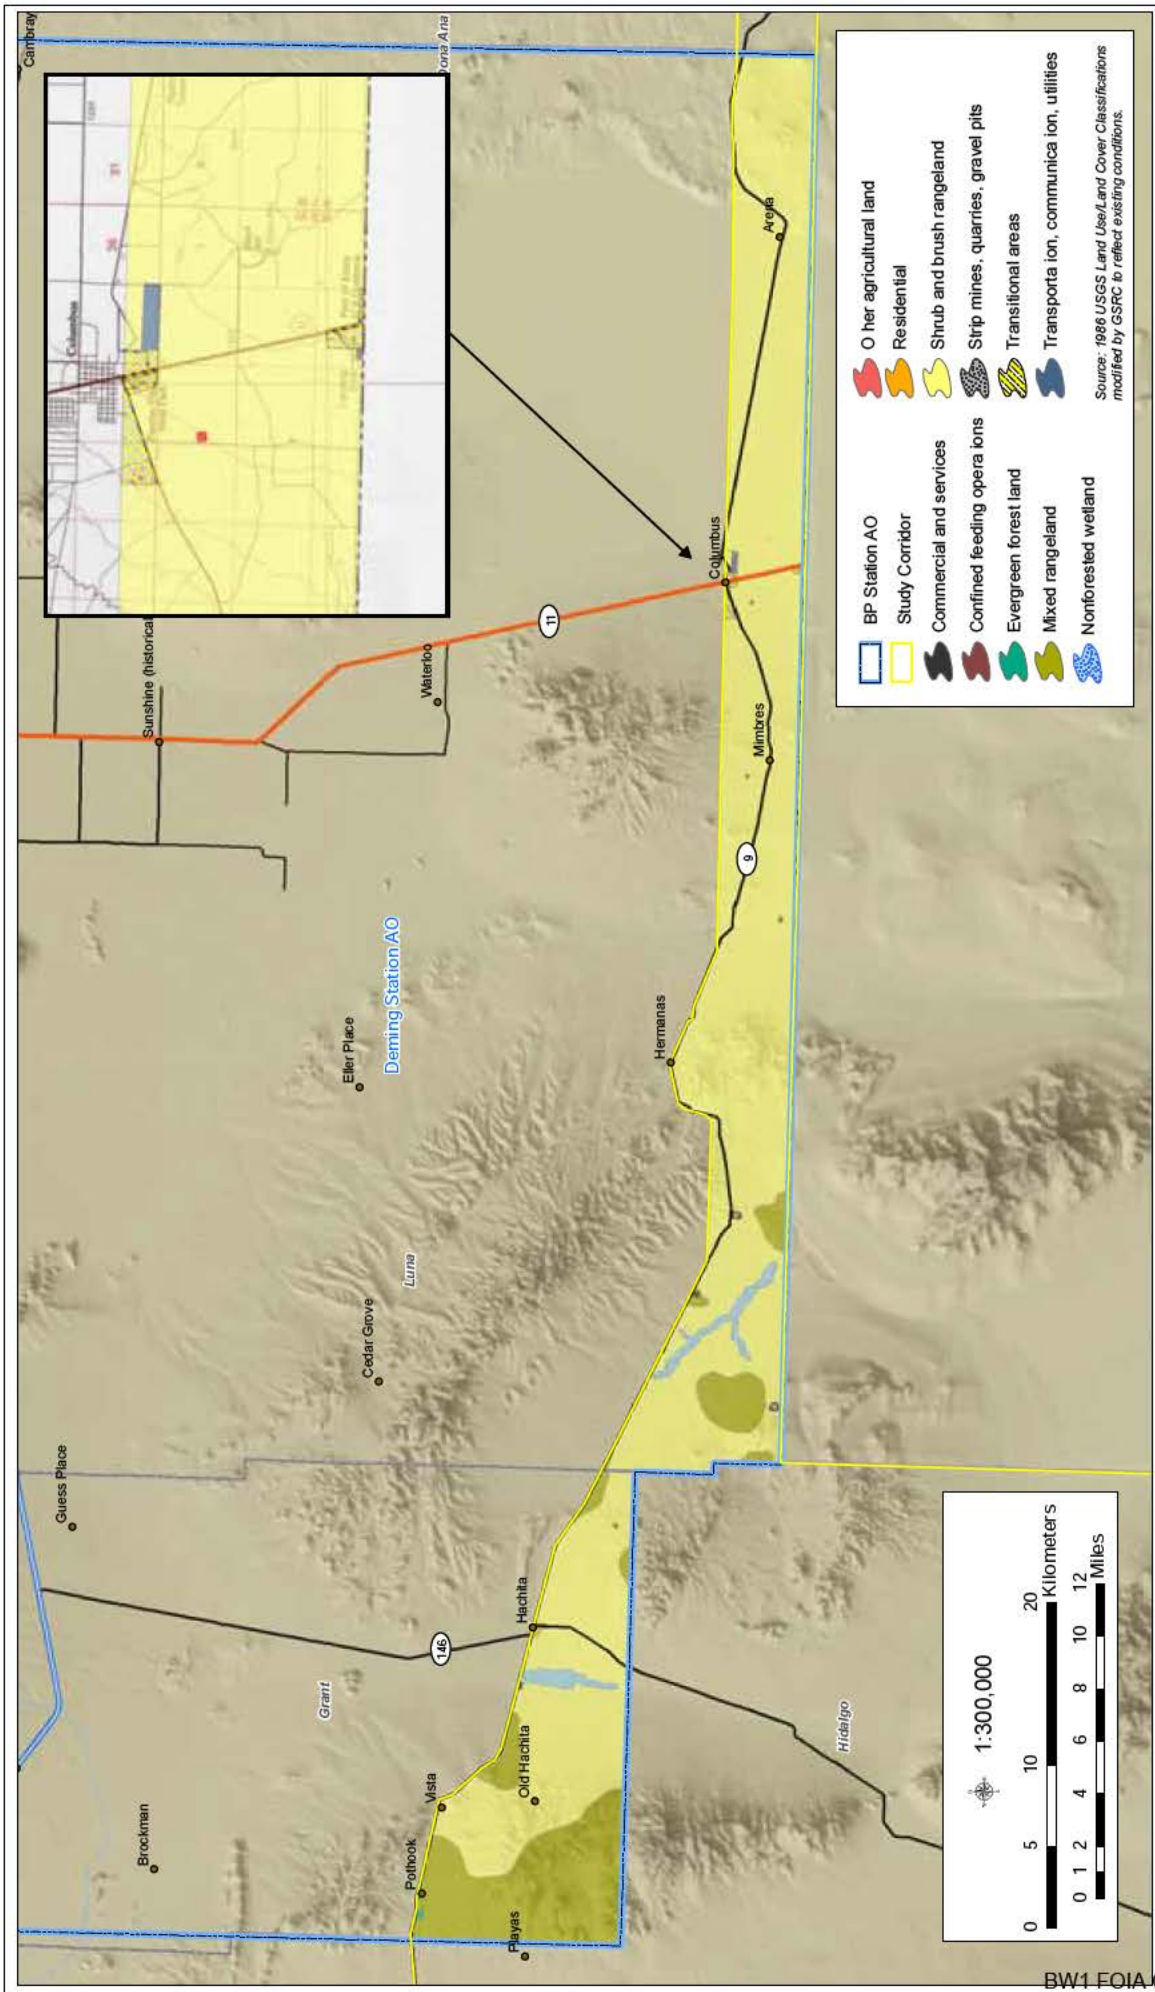 Cambray
Dona Ana
Columbus
Sunshine (historical
Waterloo
11
Guess Place
Brockman
Eller Place
Deming Station AO
Cedar Grove
Luna
Grant
146
Hachita
Vista
Pothook
Old Hachita
Playas
Hidalgo
Hermanas
9
Mimbres
Columbus
Arena
1:300,000
0 5 10 20
Kilometers
0 1 2 4 6 8 10 12
Miles
BP Station AO
Study Corridor
Commercial and services
Confined feeding opera ions
Evergreen forest land
Mixed rangeland
Nonforested wetland
O her agricultural land
Residential
Shrub and brush rangeland
Strip mines, quarries, gravel pits
Transitional areas
Transporta ion, communica ion, utilities
Source: 1986 USGS Land Use/Land Cover Classifications
modified by GSRC to reflect existing conditions.
BW1 FOIA